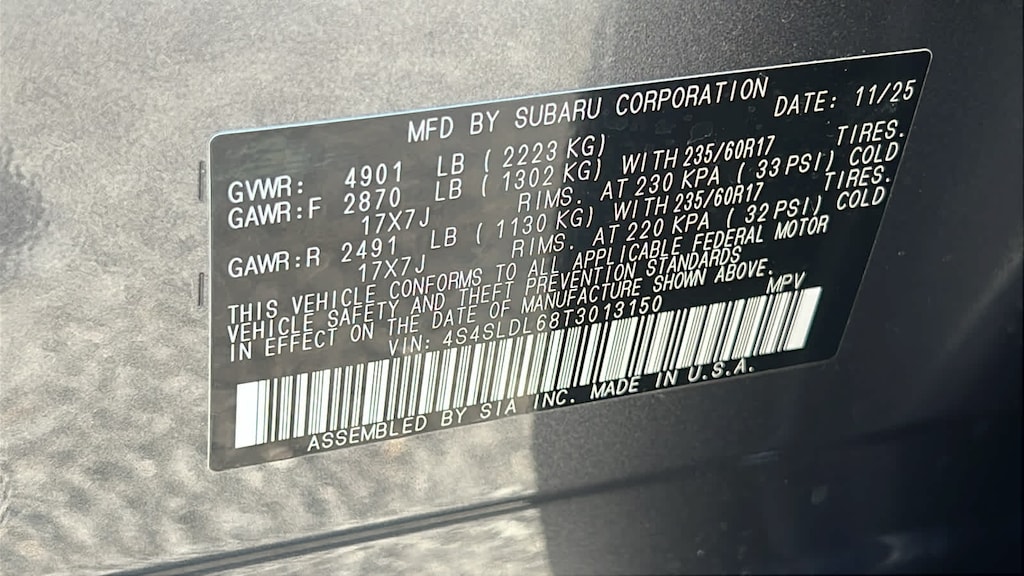 MFD BY SUBARU CORPORATION DATE: 11/25
GVWR: 4901 LB ( 2223 KG)
GAWR:F 2870 LB ( 1302 KG) WITH 235/60R17 TIRES.
17X7J RIMS. AT 230 KPA ( 33 PSI) COLD
GAWR:R 2491 LB ( 1130 KG) WITH 235/60R17 TIRES.
17X7J RIMS. AT 220 KPA ( 32 PSI) COLD
THIS VEHICLE CONFORMS TO ALL APPLICABLE FEDERAL MOTOR
VEHICLE SAFETY AND THEFT PREVENTION STANDARDS
IN EFFECT ON THE DATE OF MANUFACTURE SHOWN ABOVE.
VIN: 4S4SLDL68T3013150 MPV
ASSEMBLED BY SIA INC. MADE IN U.S.A.